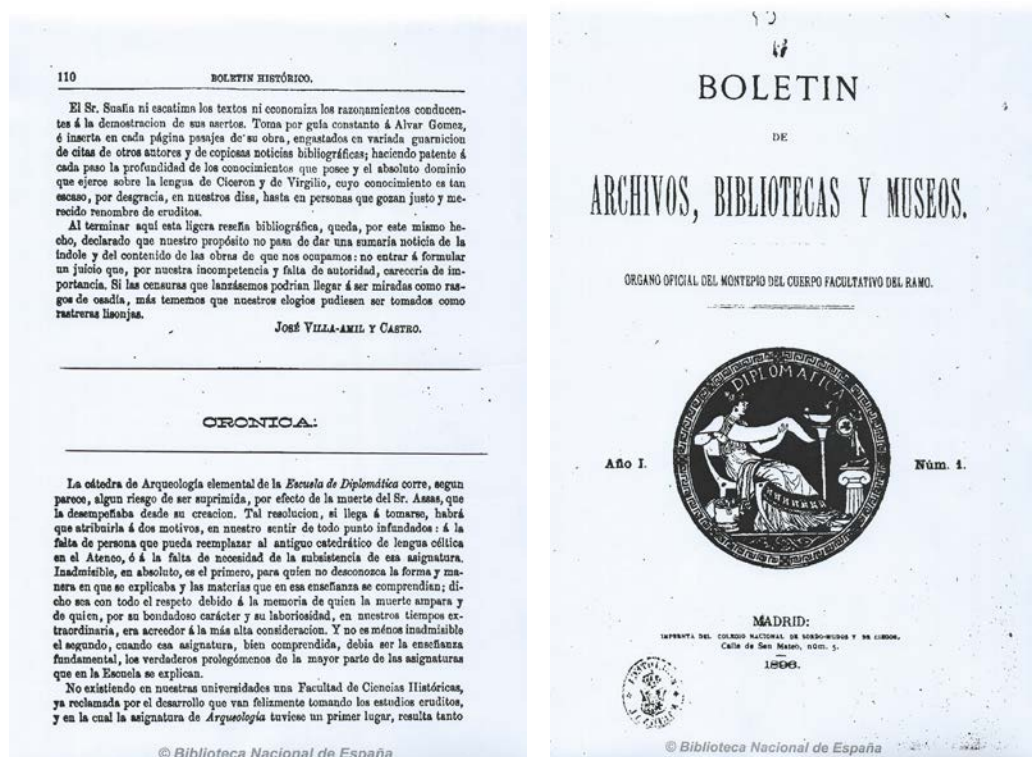 110
BOLETIN HISTÓRICO.
El Sr. Suaña ni escatima los textos ni economiza los razonamientos conducen-
tes á la demostracion de sus asertos. Toma por guía constante á Alvar Gomez,
é inserta en cada página pasajes de su obra, engastados en variada guarnicion
de citas de otros autores y de copiosas noticias bibliográficas; haciendo patente á
cada paso la profundidad de los conocimientos que posee y el absoluto dominio
que ejerce sobre la lengua de Ciceron y de Virgilio, cuyo conocimiento es tan
escaso, por desgracia, en nuestros dias, hasta en personas que gozan justo y me-
recido renombre de eruditos.
Al terminar aquí esta ligera reseña bibliográfica, queda, por este mismo he-
cho, declarado que nuestro propósito no pasa de dar una sumaria noticia de la
índole y del contenido de las obras de que nos ocupamos: no entrar á formular
un juicio que, por nuestra incompetencia y falta de autoridad, careceria de im-
portancia. Si las censuras que lanzásemos podrian llegar á ser miradas como ras-
gos de osadía, más tememos que nuestros elogios pudiesen ser tomados como
rastreras lisonjas.
JOSÉ VILLA-AMIL Y CASTRO.
CRONICA.
La cátedra de Arqueología elemental de la Escuela de Diplomática corre, segun
parece, algun riesgo de ser suprimida, por efecto de la muerte del Sr. Assas, que
la desempeñaba desde su creacion. Tal resolucion, si llega á tomarse, habrá
que atribuirla á dos motivos, en nuestro sentir de todo punto infundados: á la
falta de persona que pueda reemplazar al antiguo catedrático de lengua céltica
en el Ateneo, ó á la falta de necesidad de la subsistencia de esa asignatura.
Inadmisible, en absoluto, es el primero, para quien no desconozca la forma y ma-
nera en que se explicaba y las materias que en esa enseñanza se comprendian; di-
cho sea con todo el respeto debido á la memoria de quien la muerte ampara y
de quien, por su bondadoso carácter y su laboriosidad, en nuestros tiempos ex-
traordinaria, era acreedor á la más alta consideracion. Y no es ménos inadmisible
el segundo, cuando esa asignatura, bien comprendida, debia ser la enseñanza
fundamental, los verdaderos prolegómenos de la mayor parte de las asignaturas
que en la Escuela se explican.
No existiendo en nuestras universidades una Facultad de Ciencias Históricas,
ya reclamada por el desarrollo que van felizmente tomando los estudios eruditos,
y en la cual la asignatura de Arqueología tuviese un primer lugar, resulta tanto
© Biblioteca Nacional de España
BOLETIN
DE
ARCHIVOS, BIBLIOTECAS Y MUSEOS.
ORGANO OFICIAL DEL MONTEPÍO DEL CUERPO FACULTATIVO DEL RAMO.
DIPLOMATICA
Año I.
Núm. 1.
MADRID:
IMPRENTA DEL COLEGIO NACIONAL DE SORDO-MUDOS Y DE CIEGOS,
Calle de San Mateo, núm. 5.
1896.
© Biblioteca Nacional de España